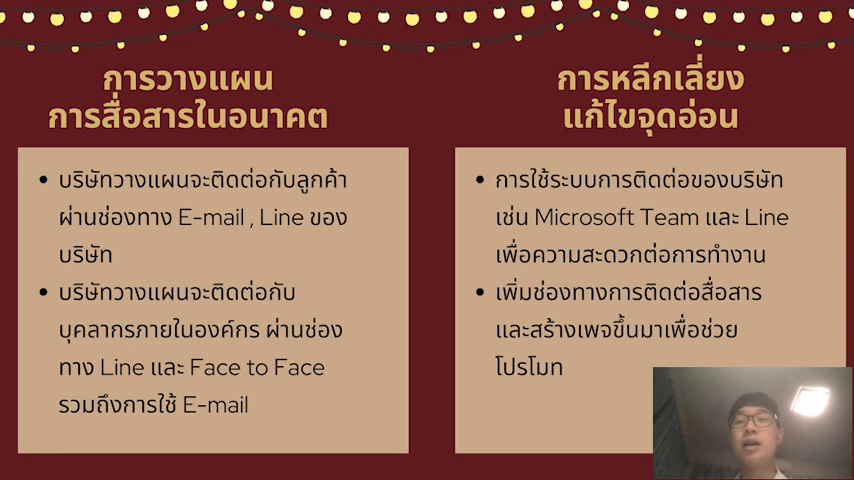 การวางแผน
การสื่อสารในอนาคต
บริษัทวางแผนจะติดต่อกับลูกค้า
ผ่านช่องทาง E-mail , Line ของ
บริษัท
บริษัทวางแผนจะติดต่อกับ
บุคลากรภายในองค์กร ผ่านช่อง
ทาง Line และ Face to Face
รวมถึงการใช้ E-mail
การหลีกเลี่ยง
แก้ไขจุดอ่อน
การใช้ระบบการติดต่อของบริษัท
เช่น Microsoft Team และ Line
เพื่อความสะดวกต่อการทำงาน
เพิ่มช่องทางการติดต่อสื่อสาร
และสร้างเพจขึ้นมาเพื่อช่วย
โปรโมท